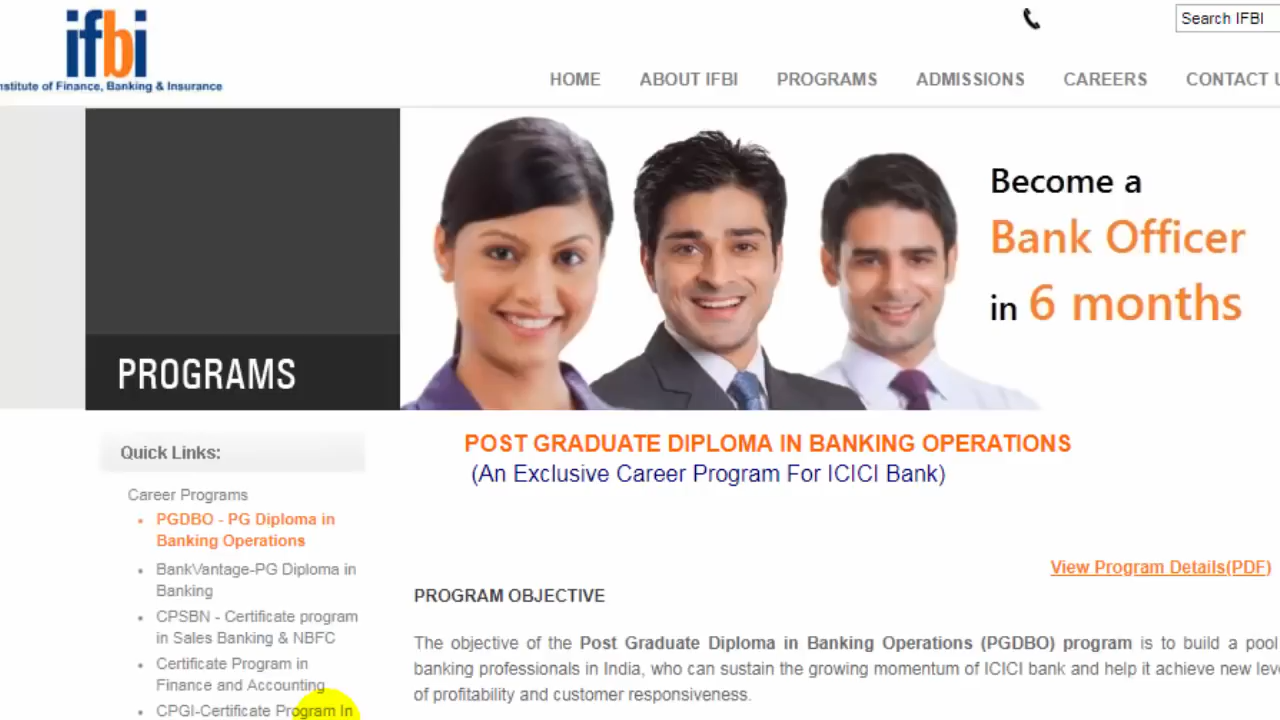 ifbi
nstitute of Finance, Banking & Insurance
Search IFBI
HOME ABOUT IFBI PROGRAMS ADMISSIONS CAREERS CONTACT U
Become a
Bank Officer
in 6 months
PROGRAMS
Quick Links:
Career Programs
PGDBO - PG Diploma in
Banking Operations
BankVantage-PG Diploma in
Banking
CPSBN - Certificate program
in Sales Banking & NBFC
Certificate Program in
Finance and Accounting
CPGI-Certificate Program In
POST GRADUATE DIPLOMA IN BANKING OPERATIONS
(An Exclusive Career Program For ICICI Bank)
View Program Details(PDF)
PROGRAM OBJECTIVE
The objective of the Post Graduate Diploma in Banking Operations (PGDBO) program is to build a pool
banking professionals in India, who can sustain the growing momentum of ICICI bank and help it achieve new leve
of profitability and customer responsiveness.